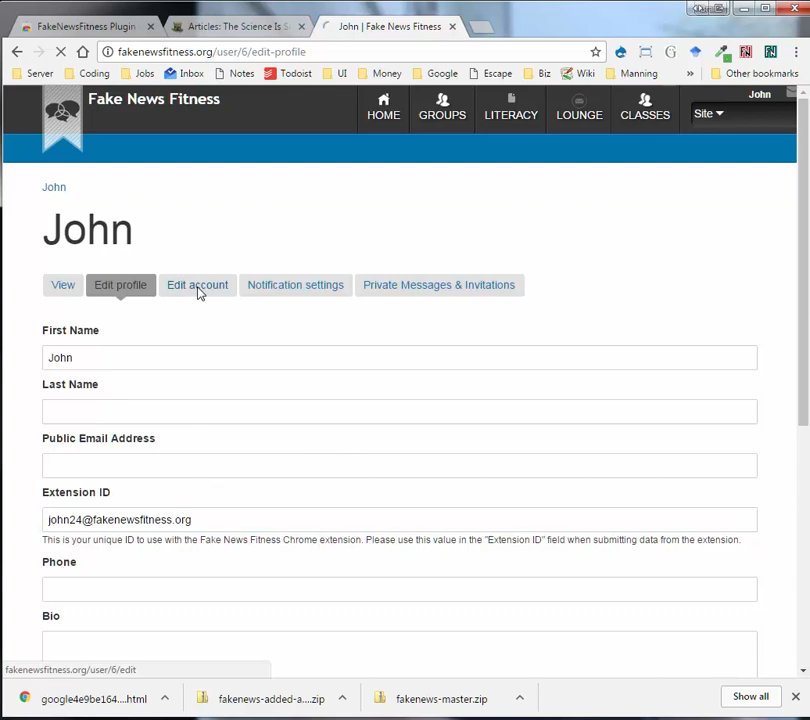 FakeNewsFitness Plugin
Articles: The Science Is S
John | Fake News Fitness
fakenewsfitness.org/user/6/edit-profile
Server
Coding
Jobs
Inbox
Notes
Todoist
UI
Money
Google
Escape
Biz
Wiki
Manning
»
Other bookmarks
Fake News Fitness
HOME
GROUPS
LITERACY
LOUNGE
CLASSES
John
Site
John
John
View
Edit profile
Edit account
Notification settings
Private Messages & Invitations
First Name
John
Last Name
Public Email Address
Extension ID
john24@fakenewsfitness.org
This is your unique ID to use with the Fake News Fitness Chrome extension. Please use this value in the "Extension ID" field when submitting data from the extension.
Phone
Bio
fakenewsfitness.org/user/6/edit
google4e9be164....html
fakenews-added-a....zip
fakenews-master.zip
Show all